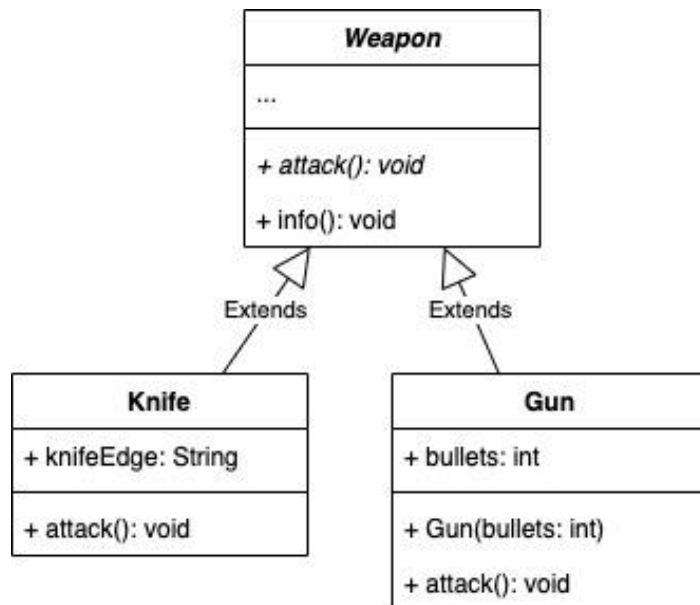 Weapon
...
+ attack(): void
+ info(): void
Extends
Extends
Knife
+ knifeEdge: String
+ attack(): void
Gun
+ bullets: int
+ Gun(bullets: int)
+ attack(): void